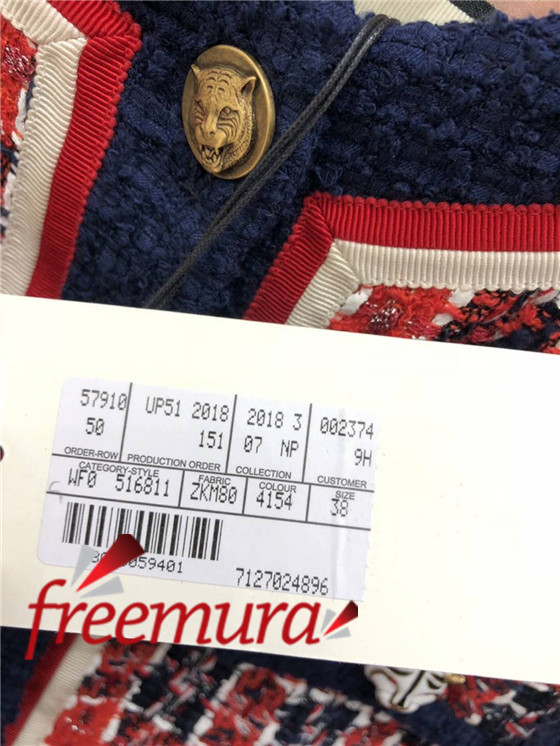 57910 UP51 2018 2018 3 002374
50 151 07 NP 9H
ORDER-ROW PRODUCTION ORDER COLLECTION CUSTOMER
CATEGORY-STYLE FABRIC COLOUR SIZE
WF0 516811 ZKM80 4154 38
059401
7127024896
freemura